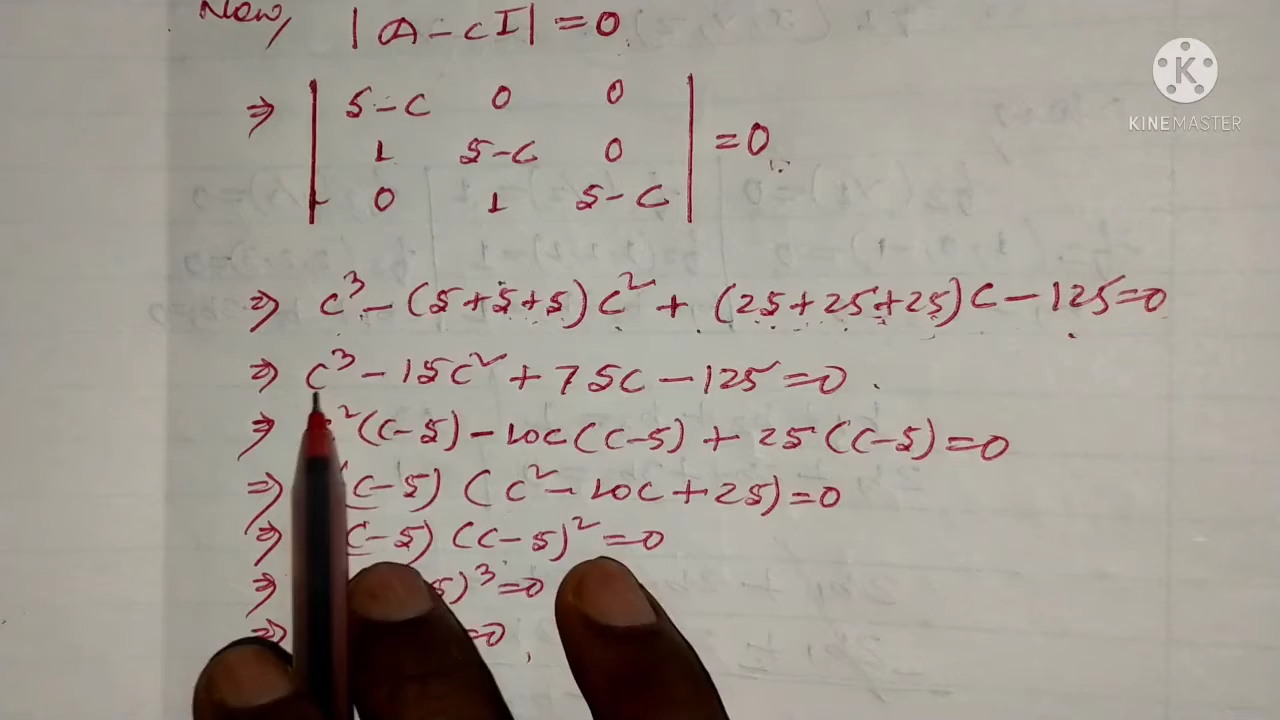 Now, |A-cI| = 0
⇒ | 5-c 0 0 |
| 1 5-c 0 | = 0
| 0 1 5-c |
⇒ c³ - (5+5+5)c² + (25+25+25)c - 125 = 0
⇒ c³ - 15c² + 75c - 125 = 0
⇒ ²(c-5) - 10c(c-5) + 25(c-5) = 0
⇒ (c-5) (c² - 10c + 25) = 0
⇒ (c-5) (c-5)² = 0
⇒ 5)³ = 0
⇒ = 0
K
KINEMASTER